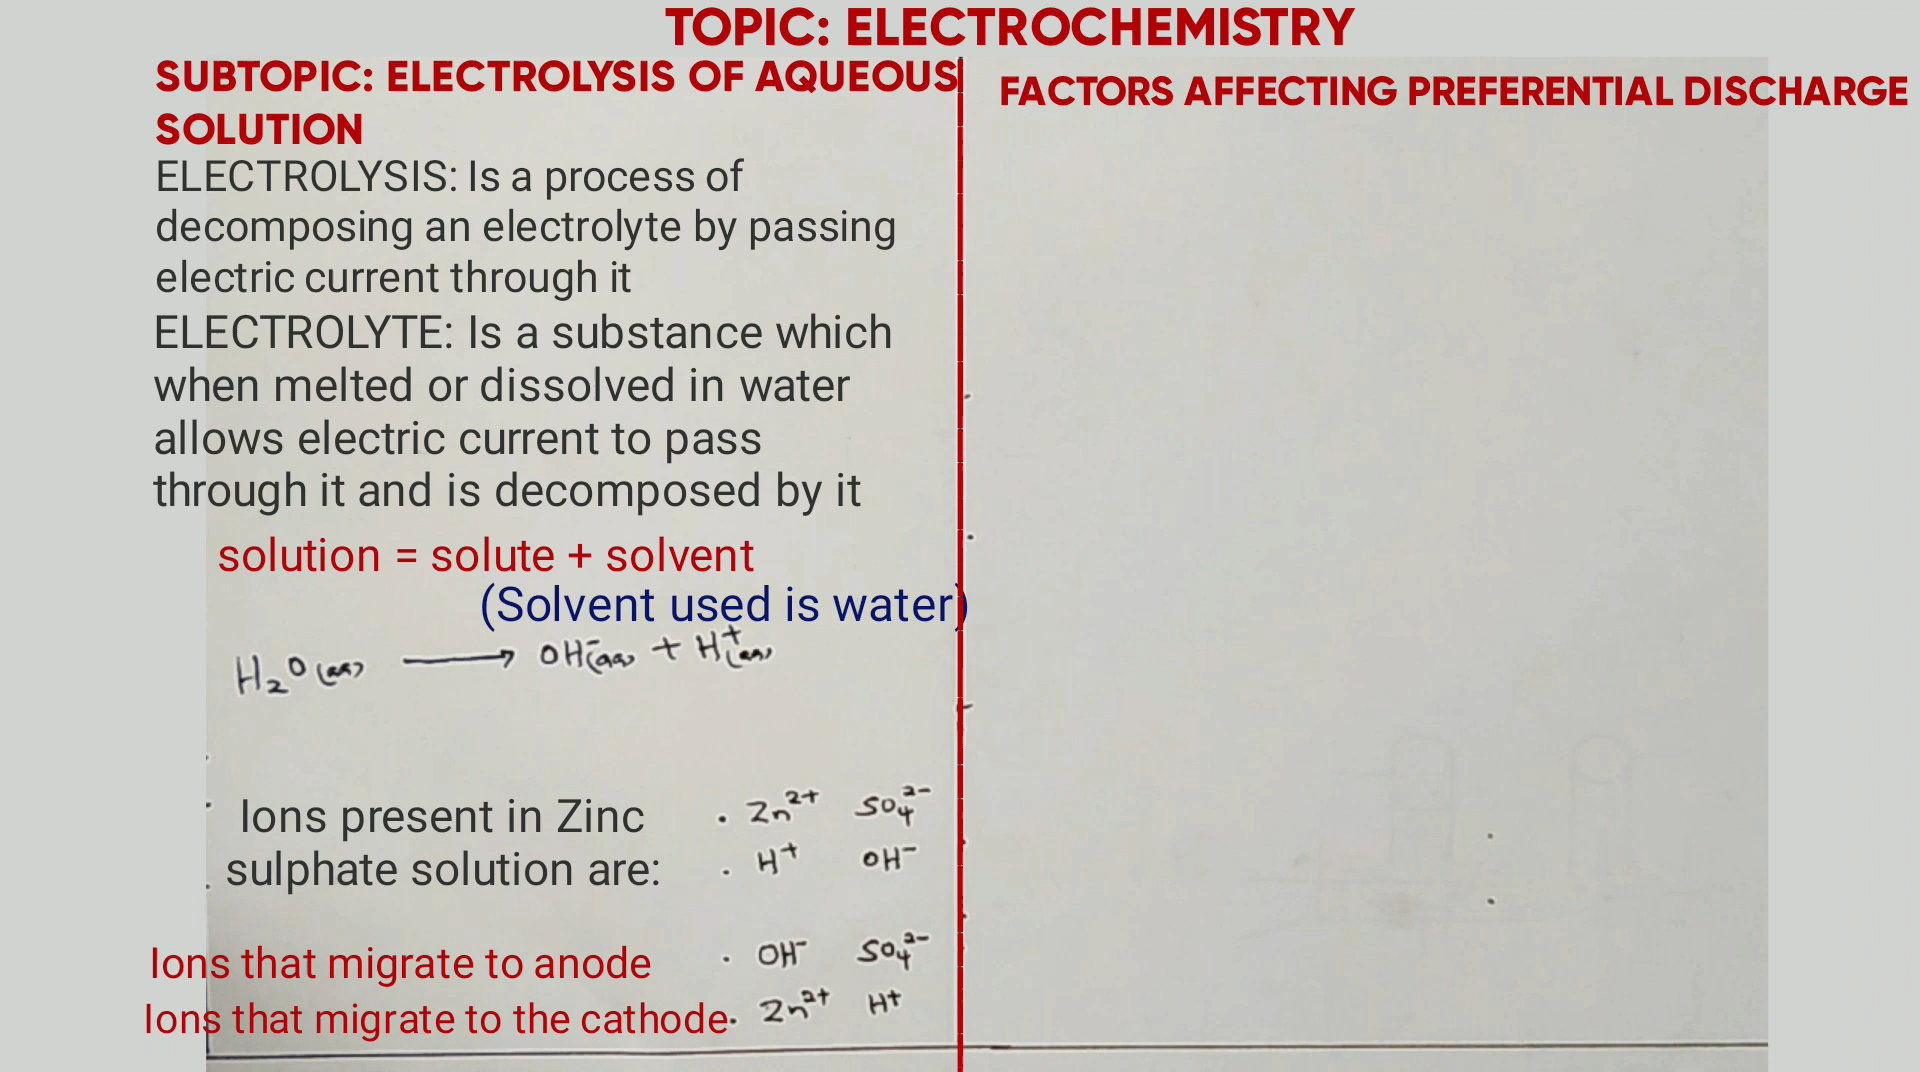 TOPIC: ELECTROCHEMISTRY
SUBTOPIC: ELECTROLYSIS OF AQUEOUS
SOLUTION
ELECTROLYSIS: Is a process of
decomposing an electrolyte by passing
electric current through it
ELECTROLYTE: Is a substance which
when melted or dissolved in water
allows electric current to pass
through it and is decomposed by it
solution = solute + solvent
(Solvent used is water)
H₂O(aq) ⟶ OH⁻(aq) + H⁺(aq)
Ions present in Zinc
sulphate solution are:
• Zn²⁺ SO₄²⁻
• H⁺ OH⁻
Ions that migrate to anode • OH⁻ SO₄²⁻
Ions that migrate to the cathode • Zn²⁺ H⁺
FACTORS AFFECTING PREFERENTIAL DISCHARGE